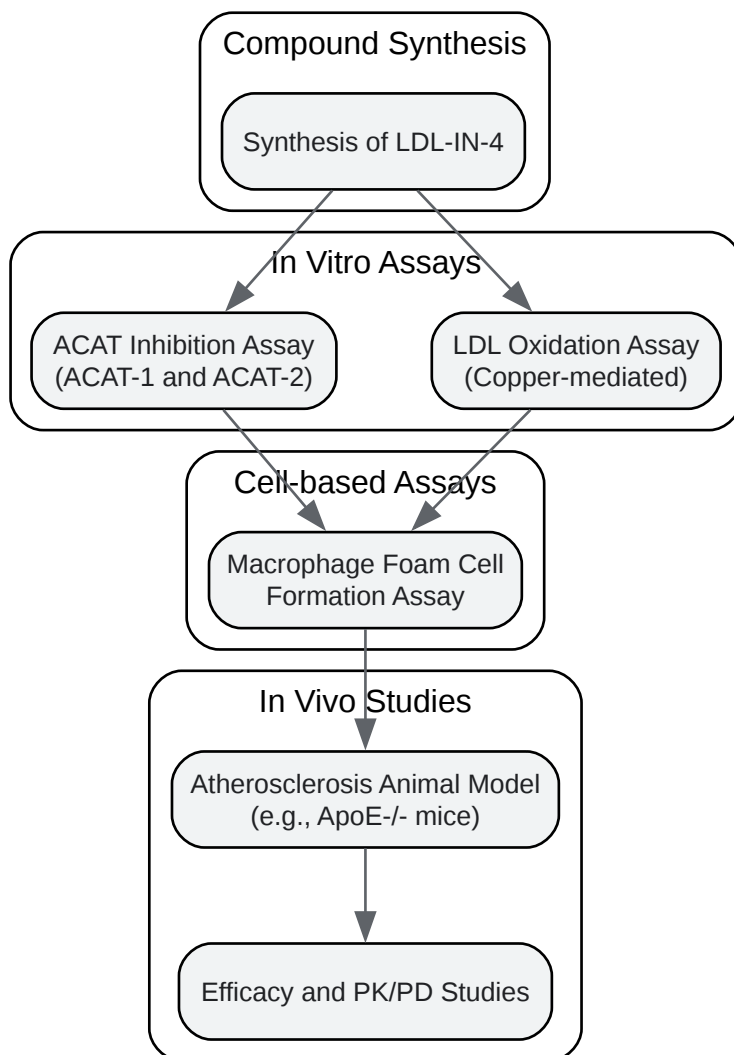 Compound Synthesis
Synthesis of LDL-IN-4
In Vitro Assays
ACAT Inhibition Assay
(ACAT-1 and ACAT-2)
LDL Oxidation Assay
(Copper-mediated)
Cell-based Assays
Macrophage Foam Cell
Formation Assay
In Vivo Studies
Atherosclerosis Animal Model
(e.g., ApoE-/- mice)
Efficacy and PK/PD Studies